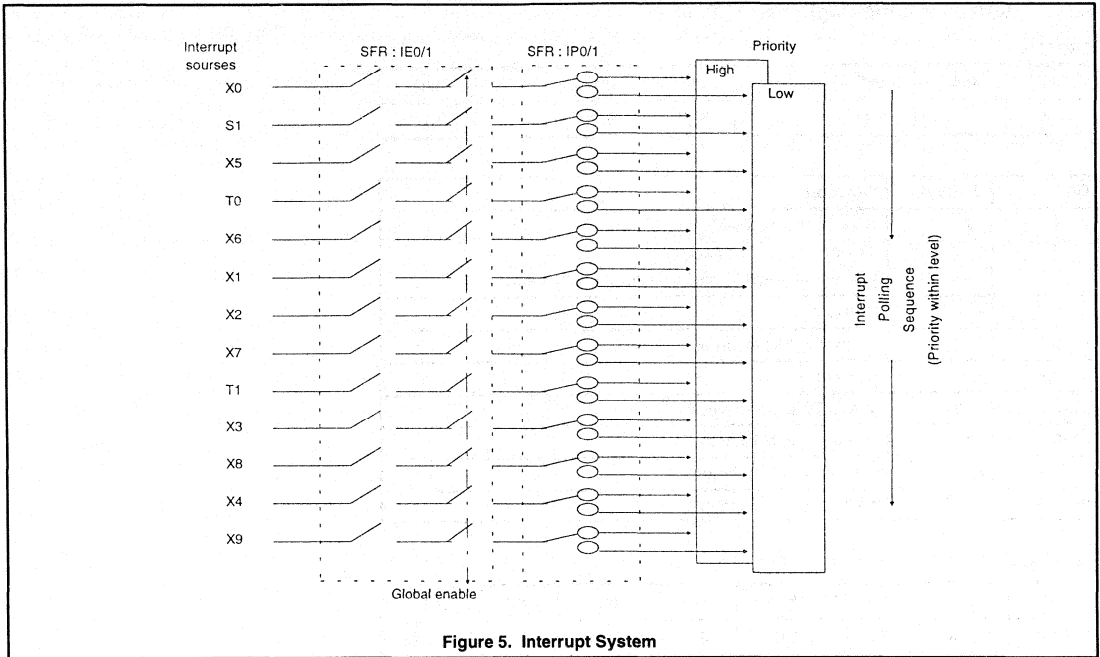 Interrupt
sourses
SFR : IE0/1
SFR : IP0/1
Priority
High
Low
X0
S1
X5
T0
X6
X1
X2
X7
T1
X3
X8
X4
X9
Interrupt
Polling
Sequence
(Priority within level)
Global enable
Figure 5. Interrupt System